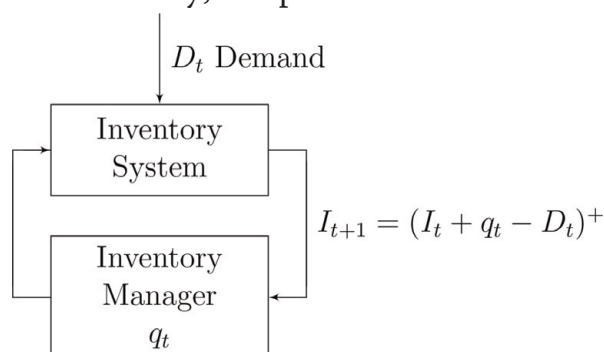 D_t Demand
Inventory
System
I_{t+1} = (I_t + q_t − D_t)^+
Inventory
Manager
q_t